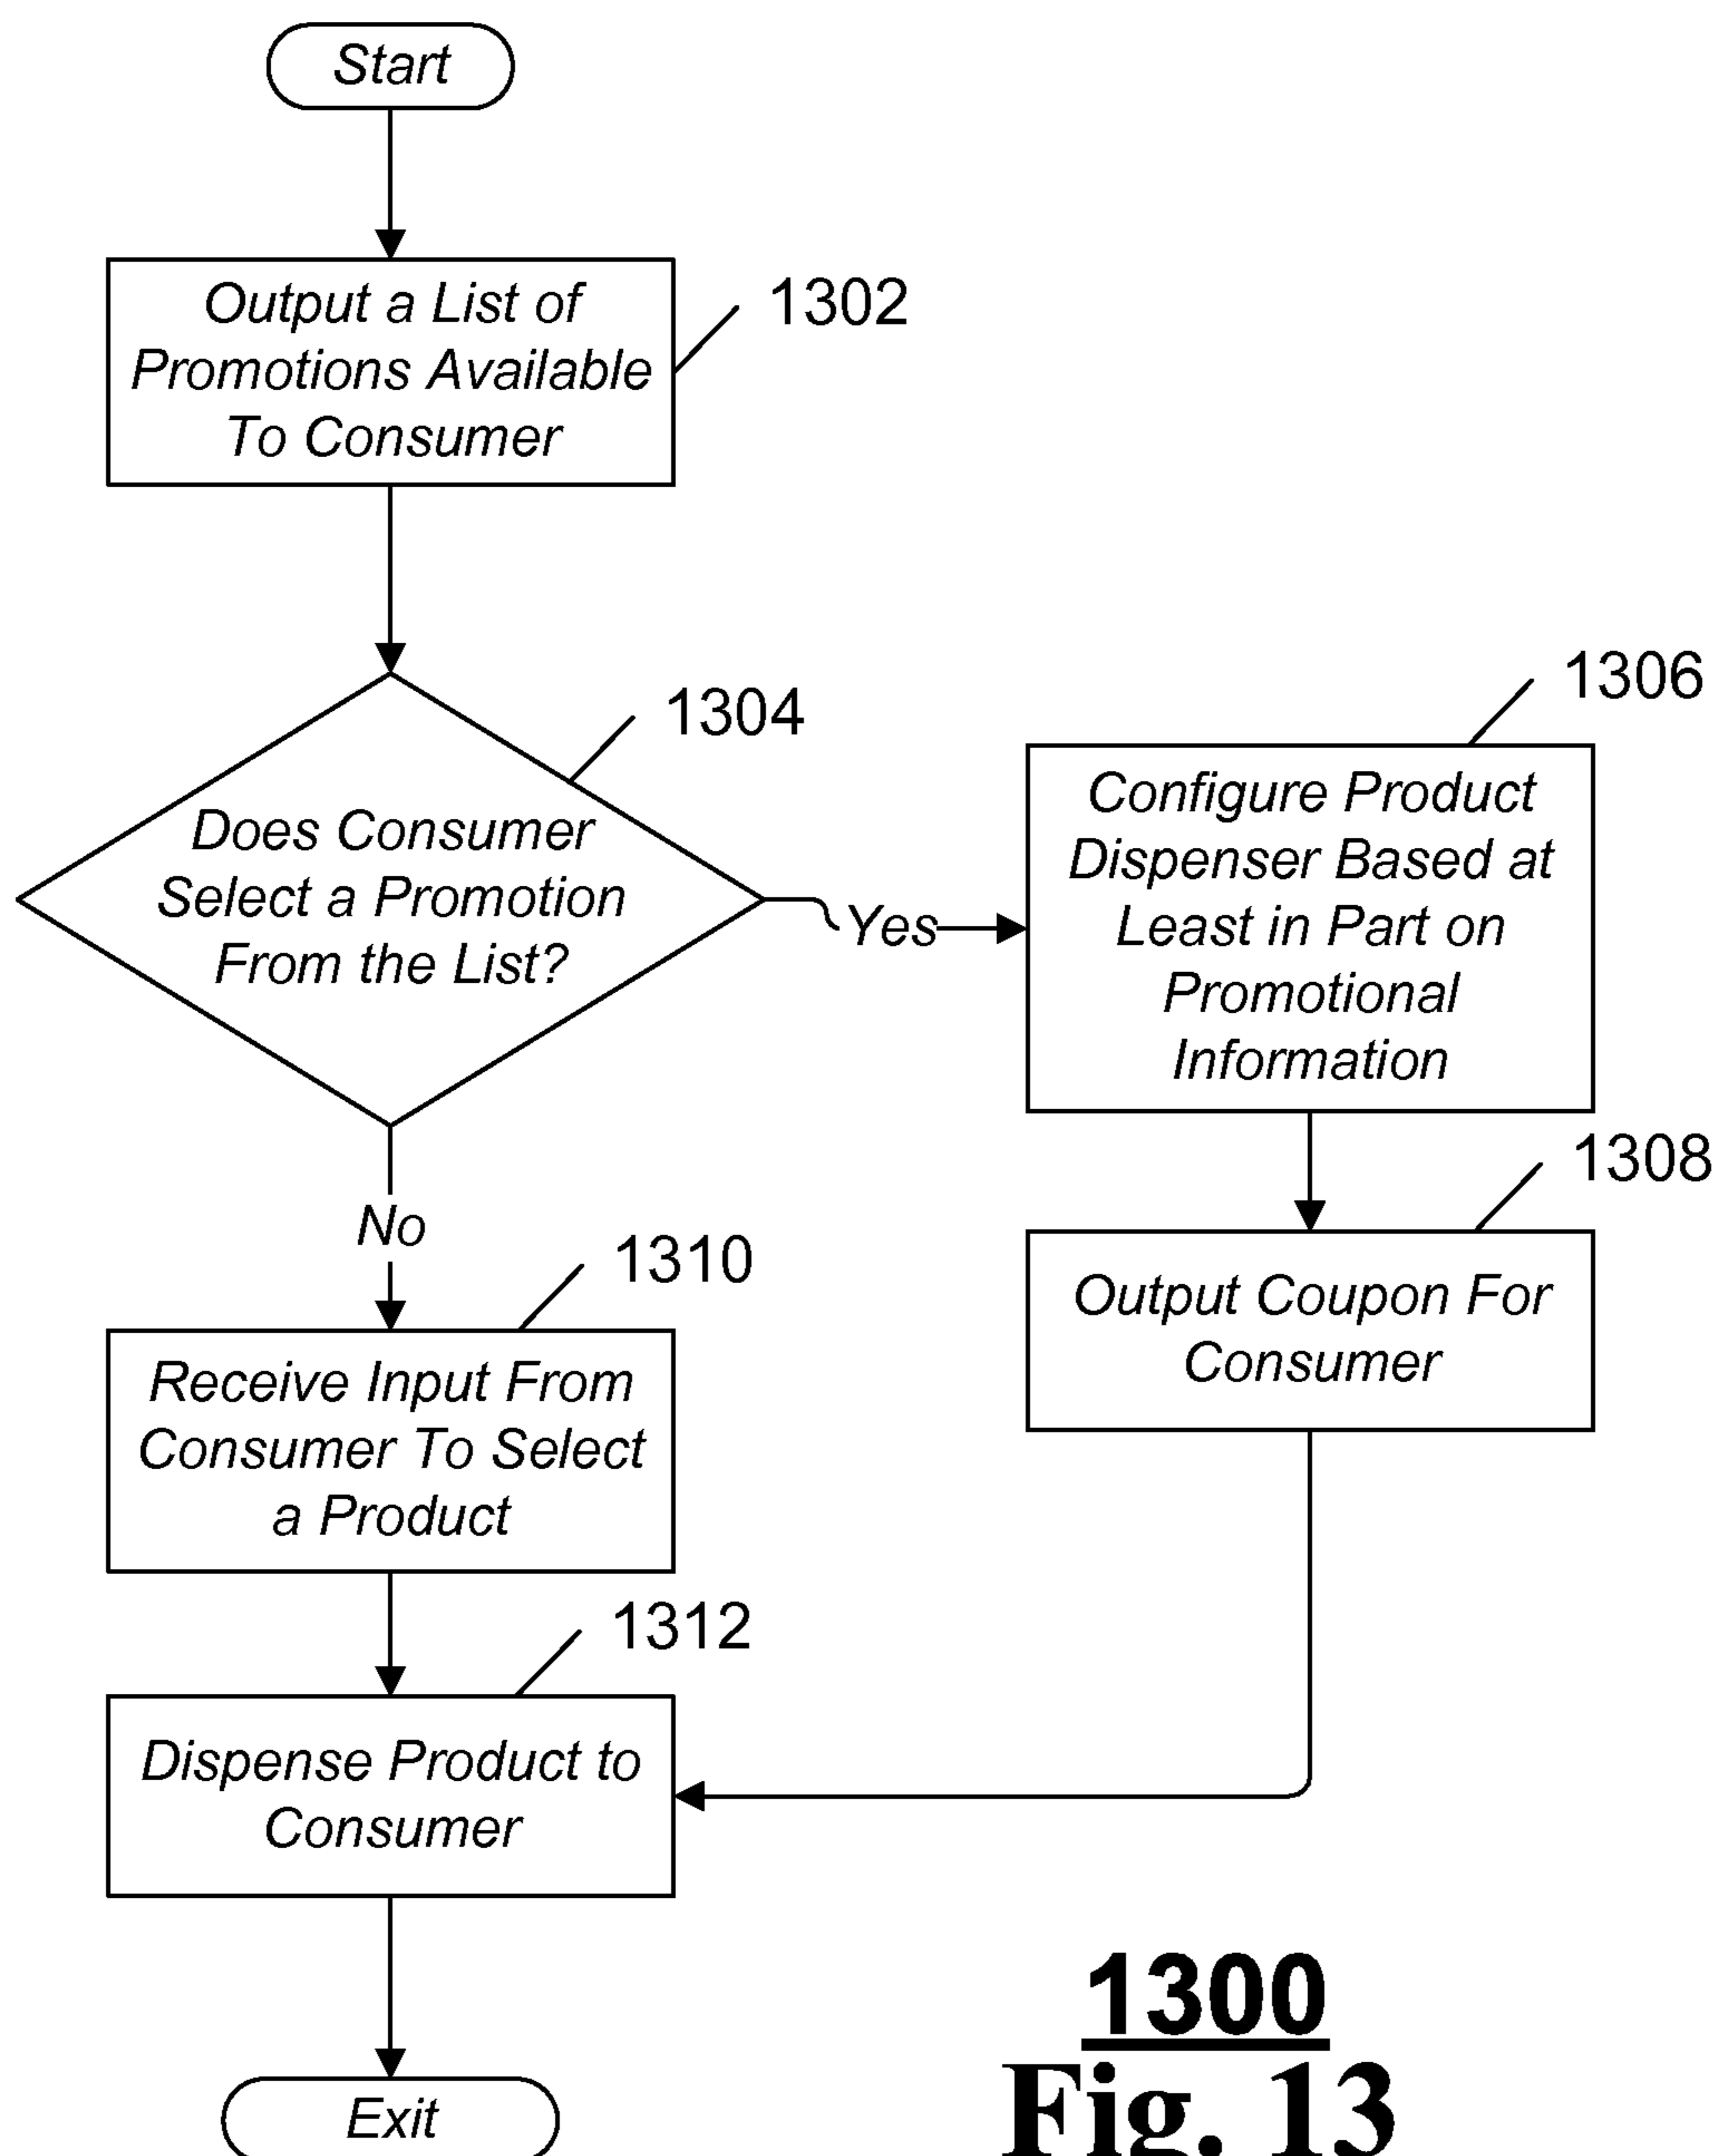 Start
Output a List of
Promotions Available
To Consumer
1302
Does Consumer
Select a Promotion
From the List?
1304
Yes
1306
Configure Product
Dispenser Based at
Least in Part on
Promotional
Information
1308
Output Coupon For
Consumer
No
1310
Receive Input From
Consumer To Select
a Product
1312
Dispense Product to
Consumer
Exit
1300
Fig. 13